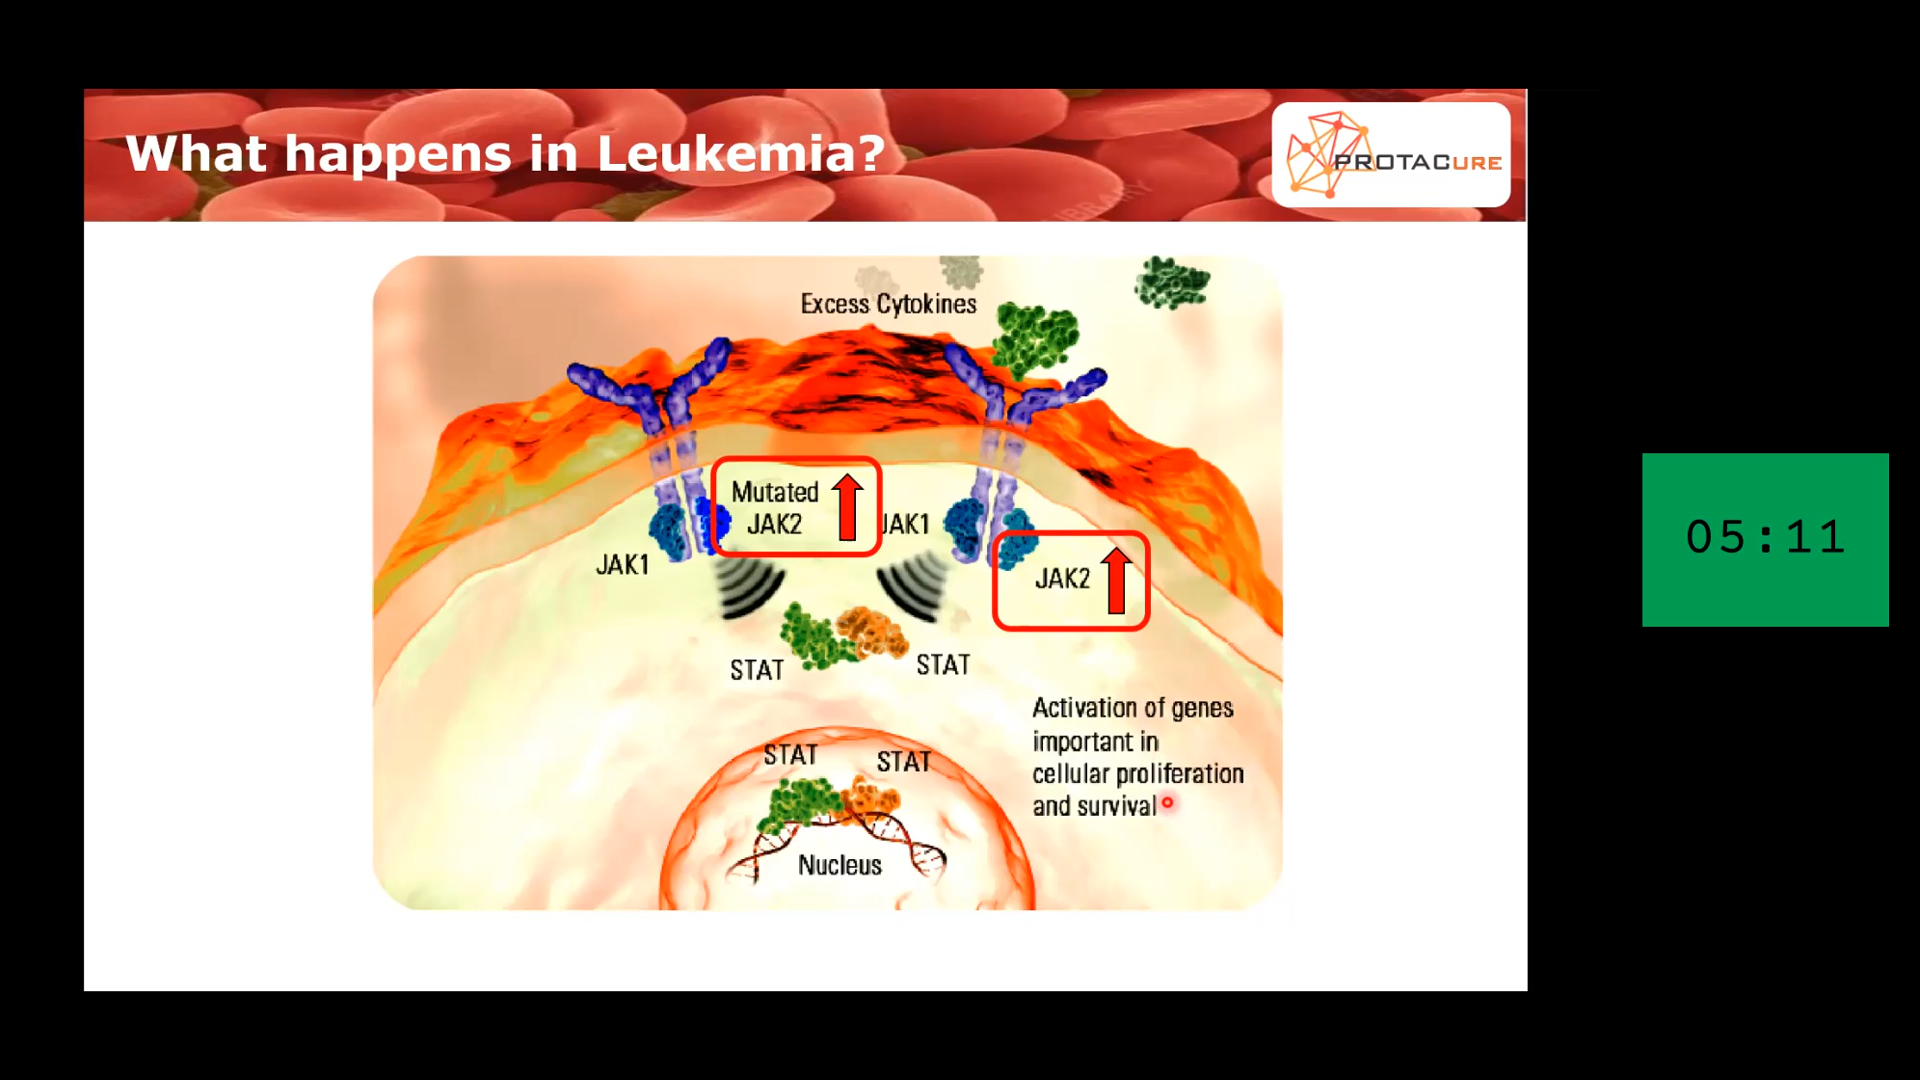 What happens in Leukemia?
PROTACURE
Excess Cytokines
Mutated
JAK2
JAK1
JAK1
JAK2
STAT
STAT
Activation of genes
important in
cellular proliferation
and survival
STAT
STAT
Nucleus
05:11
LIBRARY